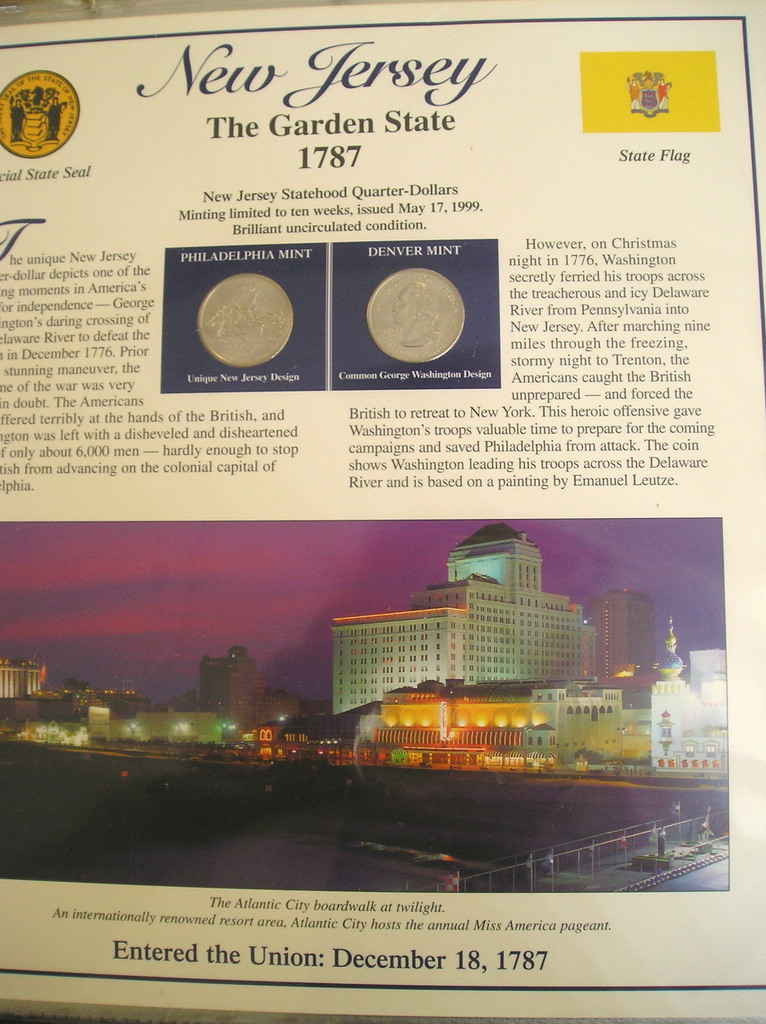 New Jersey
The Garden State
1787
SEAL OF THE STATE OF NEW JERSEY
cial State Seal
State Flag
New Jersey Statehood Quarter-Dollars
Minting limited to ten weeks, issued May 17, 1999.
Brilliant uncirculated condition.
The unique New Jersey
er-dollar depicts one of the
ng moments in America's
for independence — George
ington's daring crossing of
elaware River to defeat the
n in December 1776. Prior
stunning maneuver, the
me of the war was very
in doubt. The Americans
ffered terribly at the hands of the British, and
ngton was left with a disheveled and disheartened
f only about 6,000 men — hardly enough to stop
tish from advancing on the colonial capital of
elphia.
PHILADELPHIA MINT
Unique New Jersey Design
DENVER MINT
Common George Washington Design
However, on Christmas
night in 1776, Washington
secretly ferried his troops across
the treacherous and icy Delaware
River from Pennsylvania into
New Jersey. After marching nine
miles through the freezing,
stormy night to Trenton, the
Americans caught the British
unprepared — and forced the
British to retreat to New York. This heroic offensive gave
Washington's troops valuable time to prepare for the coming
campaigns and saved Philadelphia from attack. The coin
shows Washington leading his troops across the Delaware
River and is based on a painting by Emanuel Leutze.
The Atlantic City boardwalk at twilight.
An internationally renowned resort area, Atlantic City hosts the annual Miss America pageant.
Entered the Union: December 18, 1787